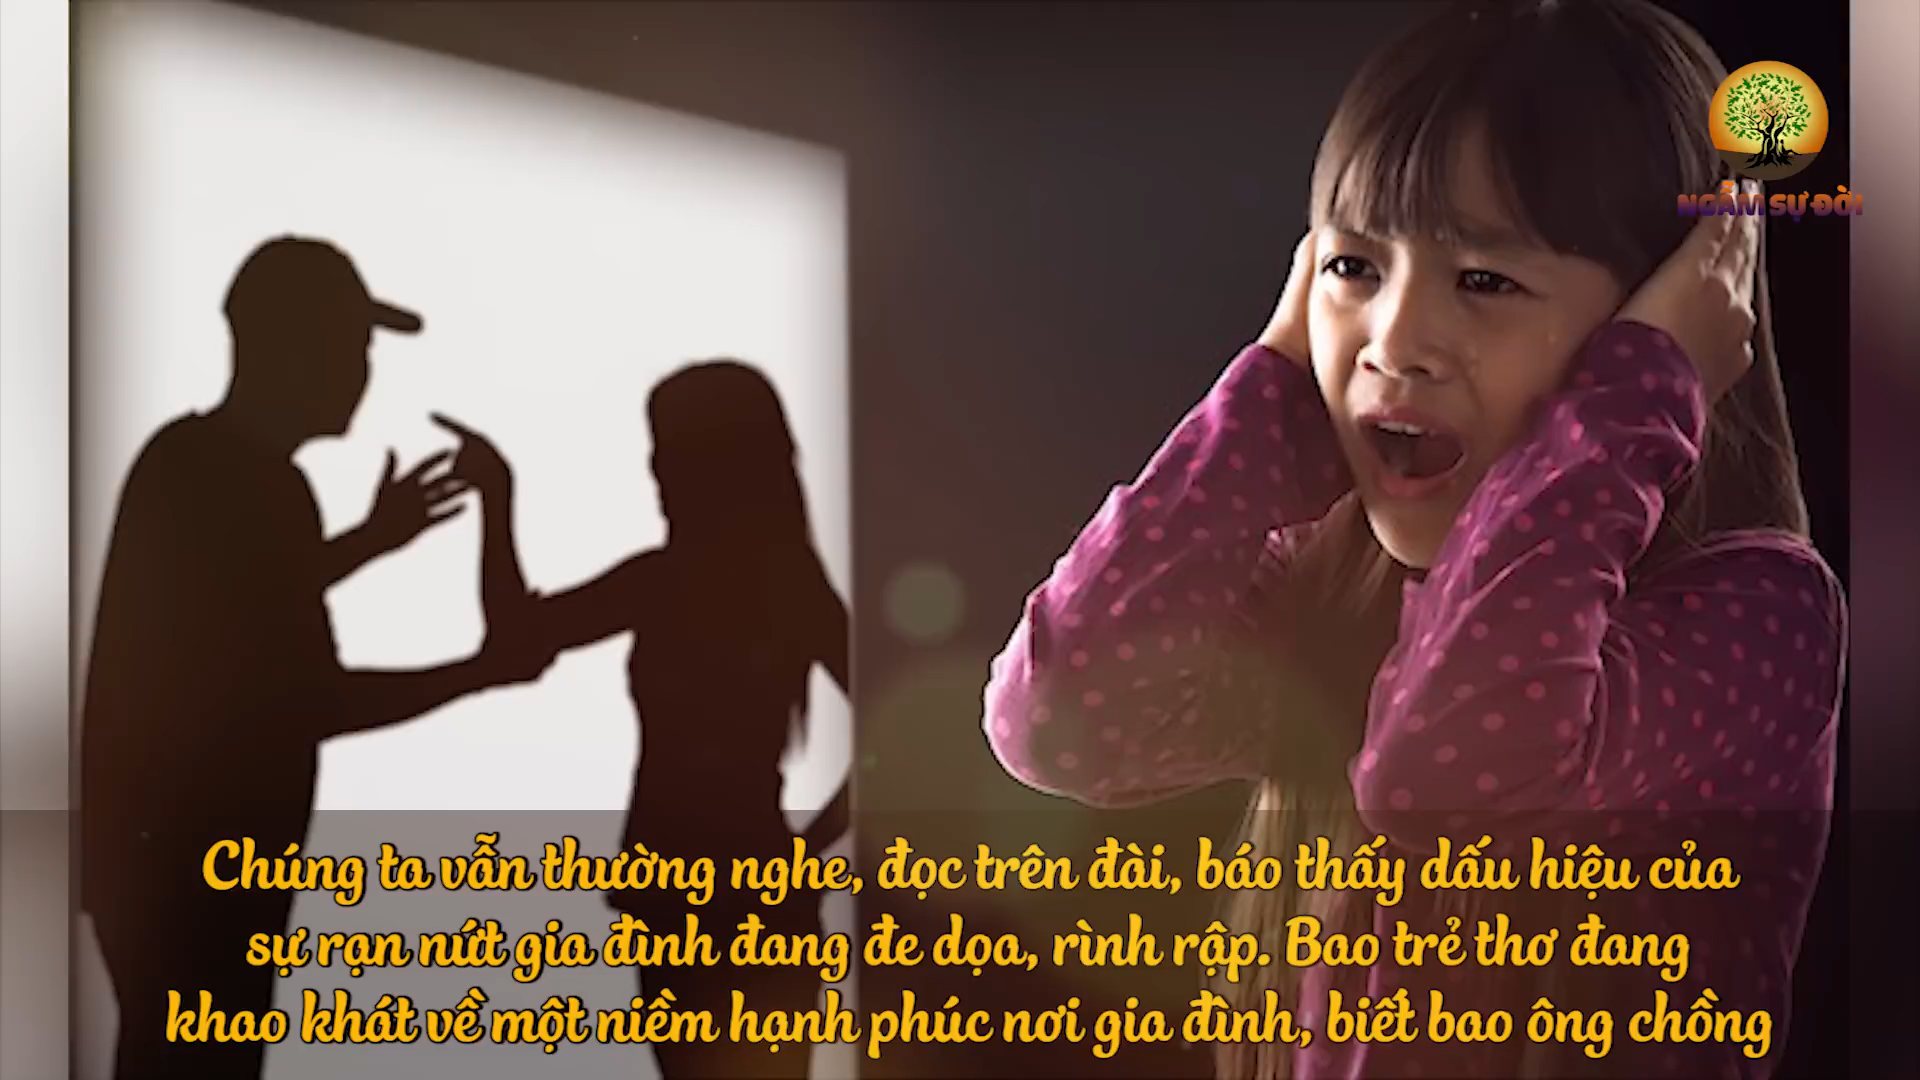 NGẪM SỰ ĐỜI
Chúng ta vẫn thường nghe, đọc trên đài, báo thấy dấu hiệu của
sự rạn nứt gia đình đang đe dọa, rình rập. Bao trẻ thơ đang
khao khát về một niềm hạnh phúc nơi gia đình, biết bao ông chồng